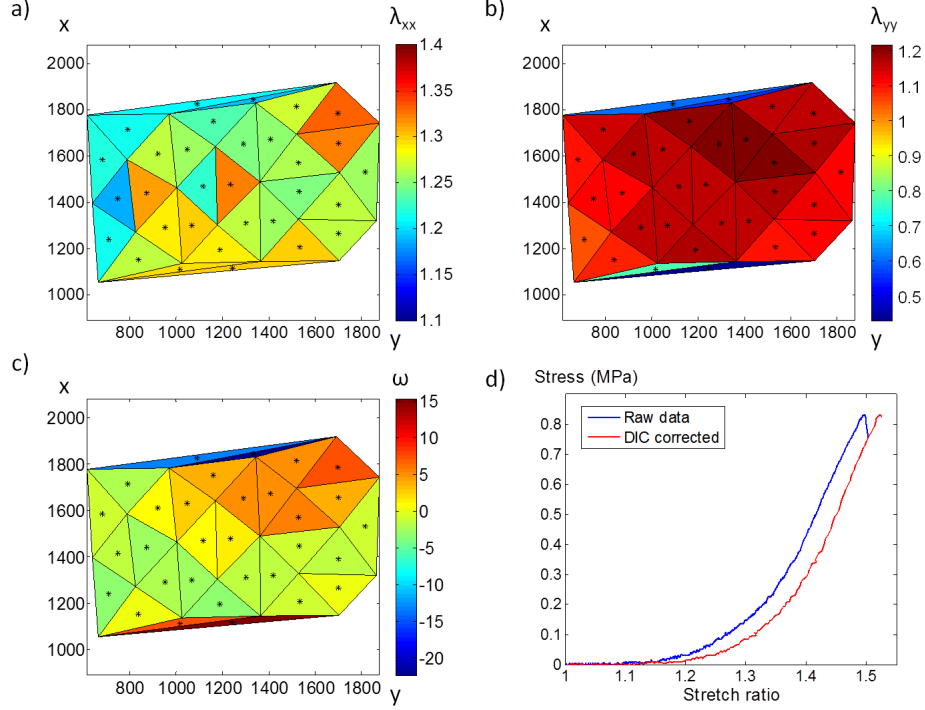 a)
x
λxx
2000
1800
1600
1400
1200
1000
800 1000 1200 1400 1600 1800
y
1.4
1.35
1.3
1.25
1.2
1.15
1.1
b)
x
λyy
2000
1800
1600
1400
1200
1000
800 1000 1200 1400 1600 1800
y
1.2
1.1
1
0.9
0.8
0.7
0.6
0.5
c)
x
ω
2000
1800
1600
1400
1200
1000
800 1000 1200 1400 1600 1800
y
15
10
5
0
-5
-10
-15
-20
d)
Stress (MPa)
Raw data
DIC corrected
0.8
0.7
0.6
0.5
0.4
0.3
0.2
0.1
0
1 1.1 1.2 1.3 1.4 1.5
Stretch ratio